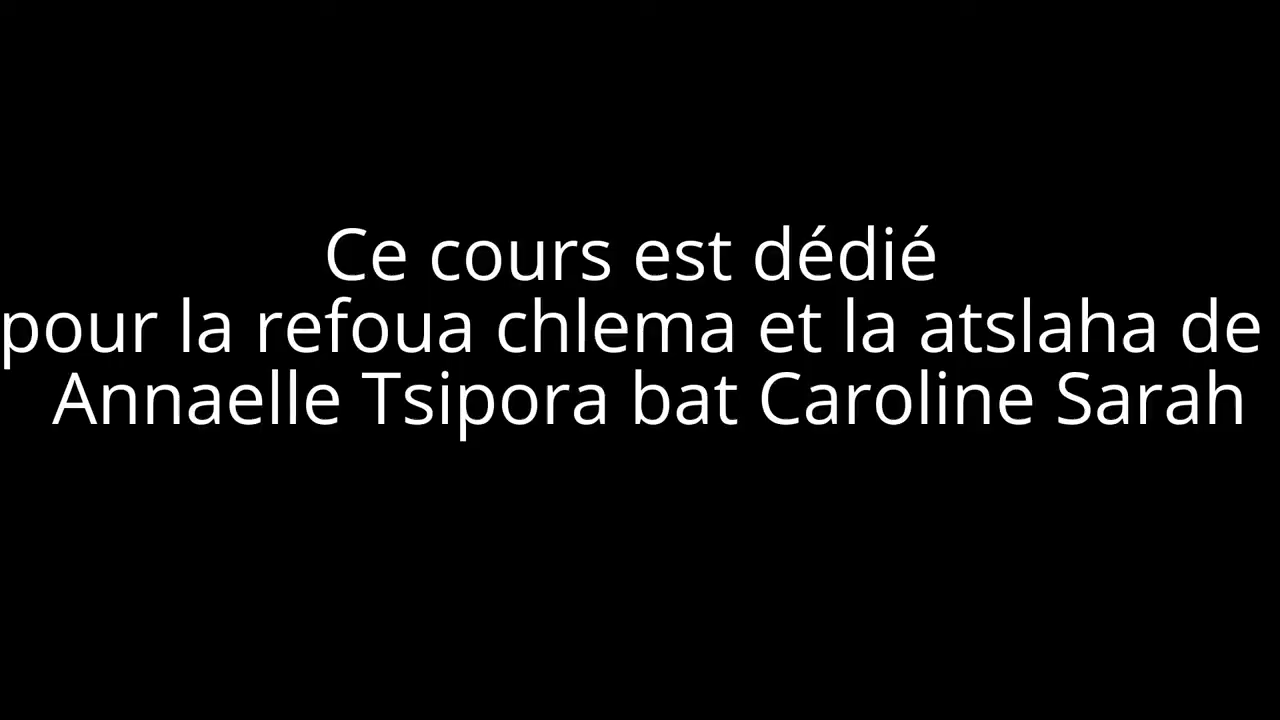 Ce cours est dédié
pour la refoua chlema et la atslaha de
Annaelle Tsipora bat Caroline Sarah